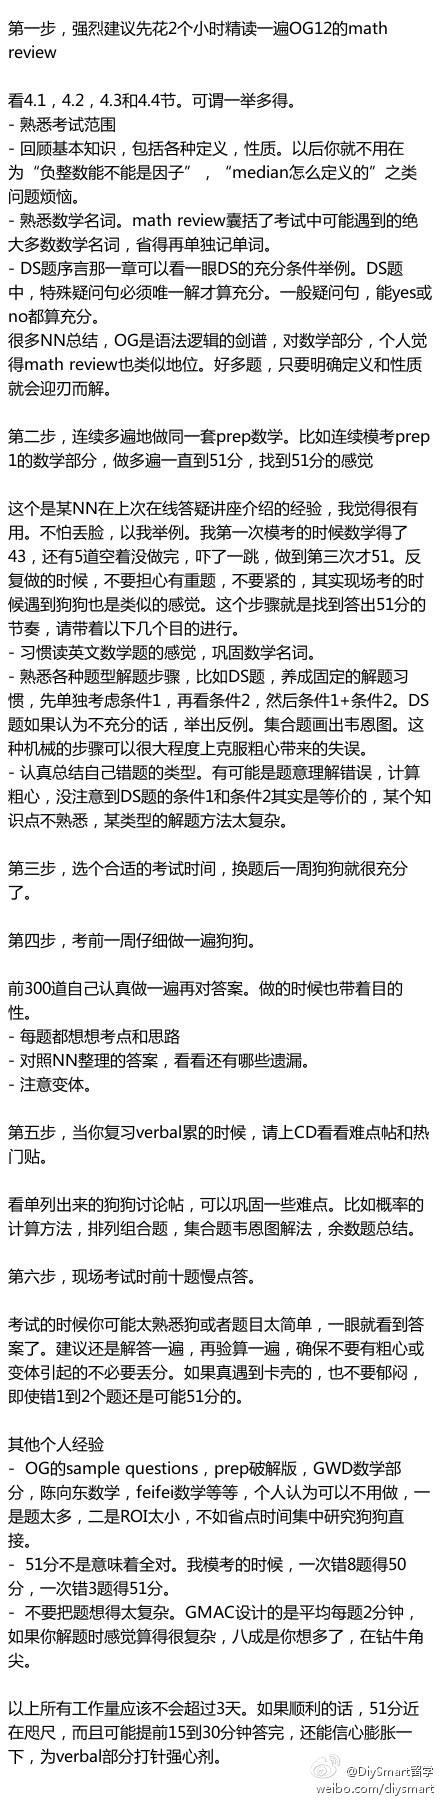 第一步，强烈建议先花2个小时精读一遍OG12的math
review
看4.1，4.2，4.3和4.4节。可谓一举多得。
- 熟悉考试范围
- 回顾基本知识，包括各种定义，性质。以后你就不用在
为“负整数能不能是因子”，“median怎么定义的”之类
问题烦恼。
- 熟悉数学名词。math review囊括了考试中可能遇到的绝
大多数数学名词，省得再单独记单词。
- DS题序言那一章可以看一眼DS的充分条件举例。DS题
中，特殊疑问句必须唯一解才算充分。一般疑问句，能yes或
no都算充分。
很多NN总结，OG是语法逻辑的剑谱，对数学部分，个人觉
得math review也类似地位。好多题，只要明确定义和性质
就会迎刃而解。
第二步，连续多遍地做同一套prep数学。比如连续模考prep
1的数学部分，做多遍一直到51分，找到51分的感觉
这个是某NN在上次在线答疑讲座介绍的经验，我觉得很有
用。不怕丢脸，以我举例。我第一次模考的时候数学得了
43，还有5道空着没做完，吓了一跳，做到第三次才51。反
复做的时候，不要担心有重题，不要紧的，其实现场考的时
候遇到狗狗也是类似的感觉。这个步骤就是找到答出51分的
节奏，请带着以下几个目的进行。
- 习惯读英文数学题的感觉，巩固数学名词。
- 熟悉各种题型解题步骤，比如DS题，养成固定的解题习
惯，先单独考虑条件1，再看条件2，然后条件1+条件2。DS
题如果认为不充分的话，举出反例。集合题画出韦恩图。这
种机械的步骤可以很大程度上克服粗心带来的失误。
- 认真总结自己错题的类型。有可能是题意理解错误，计算
粗心，没注意到DS题的条件1和条件2其实是等价的，某个知
识点不熟悉，某类型的解题方法太复杂。
第三步，选个合适的考试时间，换题后一周狗狗就很充分
了。
第四步，考前一周仔细做一遍狗狗。
前300道自己认真做一遍再对答案。做的时候也带着目的
性。
- 每题都想想考点和思路
- 对照NN整理的答案，看看还有哪些遗漏。
- 注意变体。
第五步，当你复习verbal累的时候，请上CD看看难点帖和热
门贴。
看单列出来的狗狗讨论帖，可以巩固一些难点。比如概率的
计算方法，排列组合题，集合题韦恩图解法，余数题总结。
第六步，现场考试时前十题慢点答。
考试的时候你可能太熟悉狗或者题目太简单，一眼就看到答
案了。建议还是解答一遍，再验算一遍，确保不要有粗心或
变体引起的不必要丢分。如果真遇到卡壳的，也不要郁闷，
即使错1到2个题还是可能51分的。
其他个人经验
- OG的sample questions，prep破解版，GWD数学部
分，陈向东数学，feifei数学等等，个人认为可以不用做，一
是题太多，二是ROI太小，不如省点时间集中研究狗狗直
接。
- 51分不是意味着全对。我模考的时候，一次错8题得50
分，一次错3题得51分。
- 不要把题想得太复杂。GMAC设计的是平均每题2分钟，
如果你解题时感觉算得很复杂，八成是你想多了，在钻牛角
尖。
以上所有工作量应该不会超过3天。如果顺利的话，51分近
在咫尺，而且可能提前15到30分钟答完，还能信心膨胀一
下，为verbal部分打针强心剂。
@DiySmart留学
weibo.com/diysmart